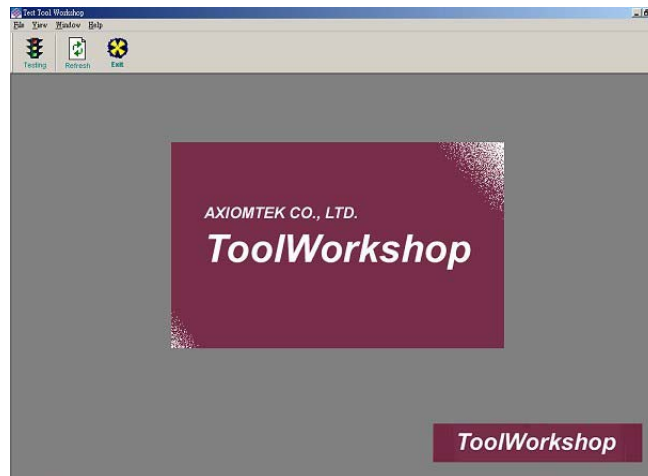 Test Tool Workshop
File View Window Help
Testing Refresh Exit
AXIOMTEK CO., LTD.
ToolWorkshop
ToolWorkshop